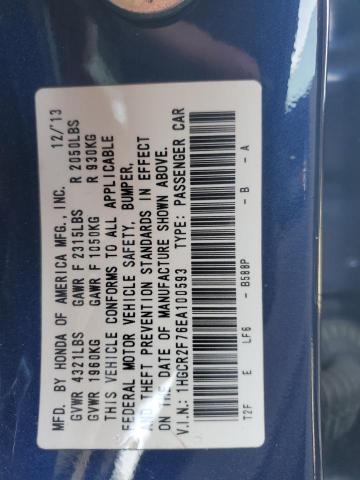 MFD. BY HONDA OF AMERICA MFG., INC. 12/'13
GVWR 4321LBS GAWR F 2315LBS R 2050LBS
GVWR 1960KG GAWR F 1050KG R 930KG
THIS VEHICLE CONFORMS TO ALL APPLICABLE
FEDERAL MOTOR VEHICLE SAFETY, BUMPER,
AND THEFT PREVENTION STANDARDS IN EFFECT
ON THE DATE OF MANUFACTURE SHOWN ABOVE.
V.I.N.: 1HGCR2F76EA100593 TYPE: PASSENGER CAR
T2F E LF6 - B588P - B - A